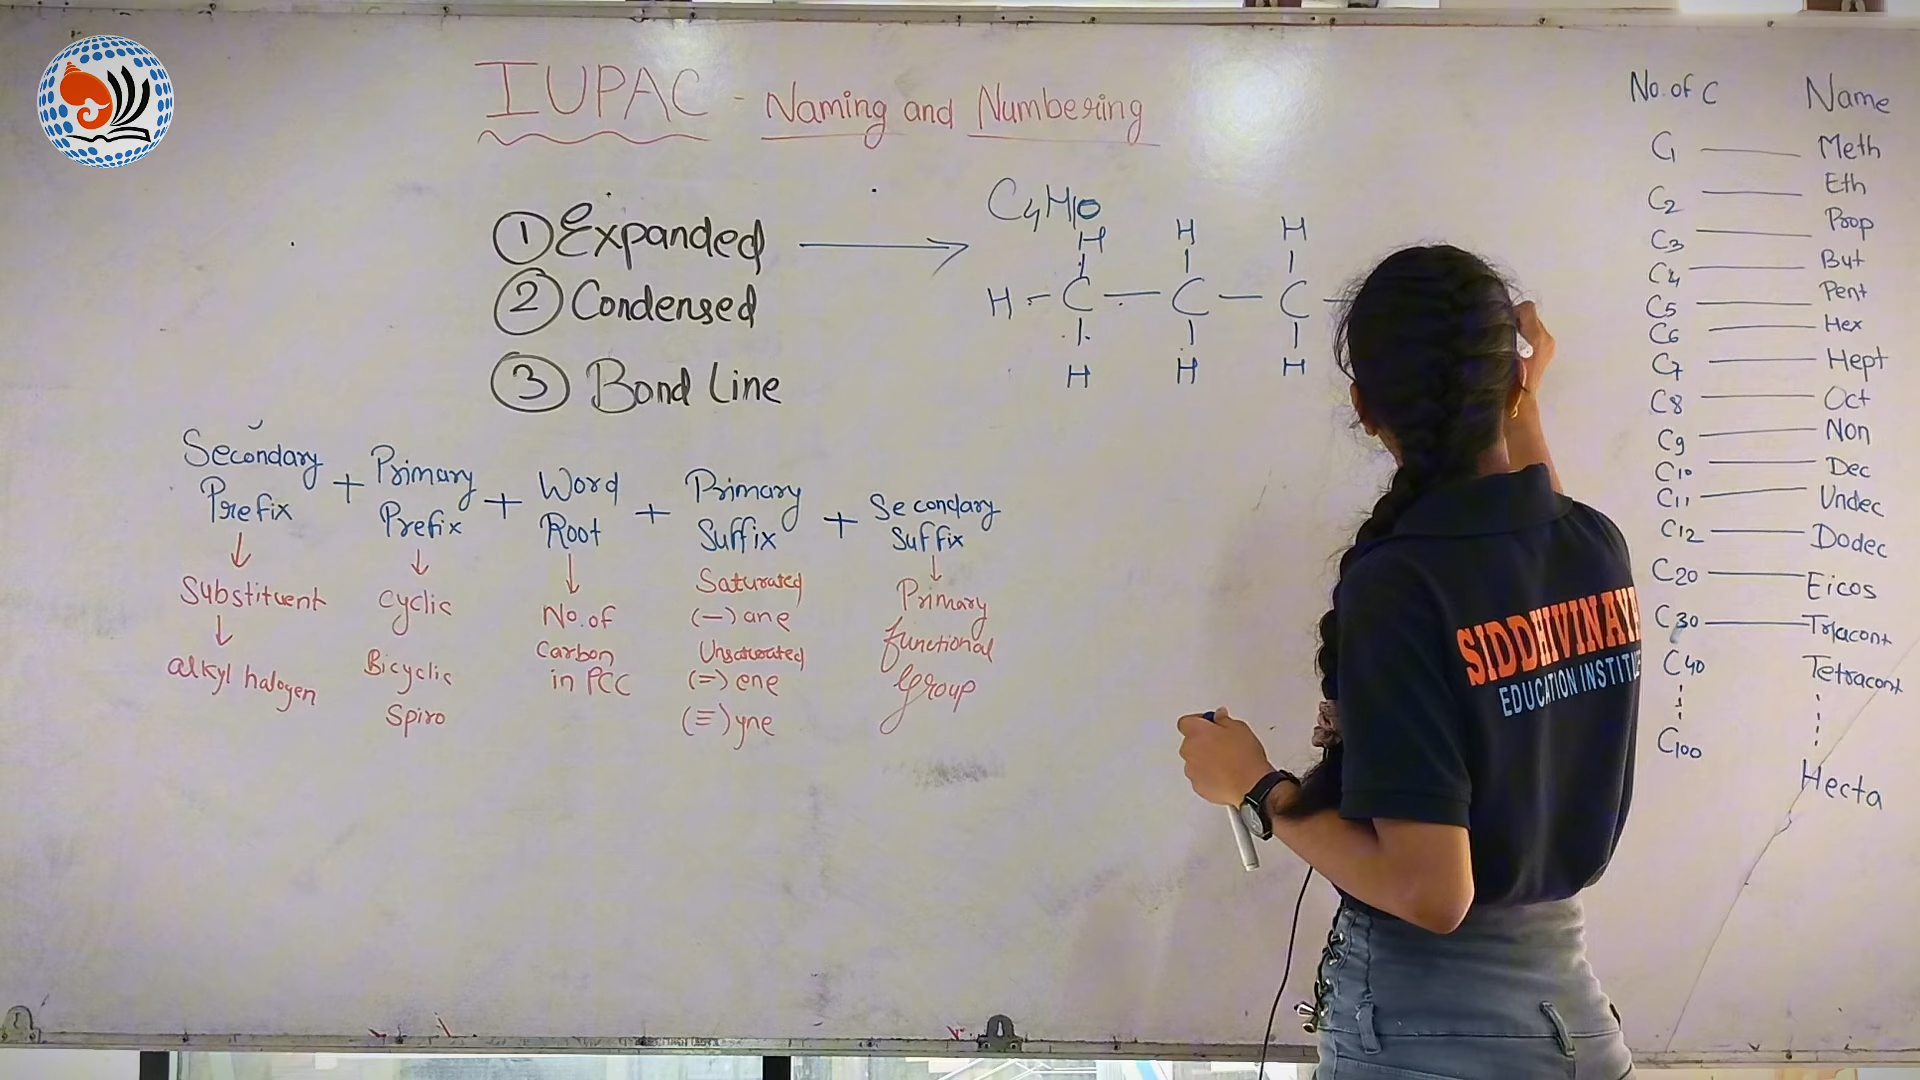 IUPAC - Naming and Numbering
① Expanded
② Condensed
③ Bond Line
C4H10
H H H
H - C - C - C -
H H H
Secondary Prefix + Primary Prefix + Word Root + Primary Suffix + Secondary Suffix
Substituent
alkyl halogen
Cyclic
Bicyclic
Spiro
No. of
Carbon
in PCC
Saturated
(-) ane
Unsaturated
(=) ene
(≡) yne
Primary
functional
group
No. of C Name
C1 Meth
C2 Eth
C3 Prop
C4 But
C5 Pent
C6 Hex
C7 Hept
C8 Oct
C9 Non
C10 Dec
C11 Undec
C12 Dodec
C20 Eicos
C30 Triacont
C40 Tetracont
C100 Hecta
SIDDHIVINAY
EDUCATION INSTITU